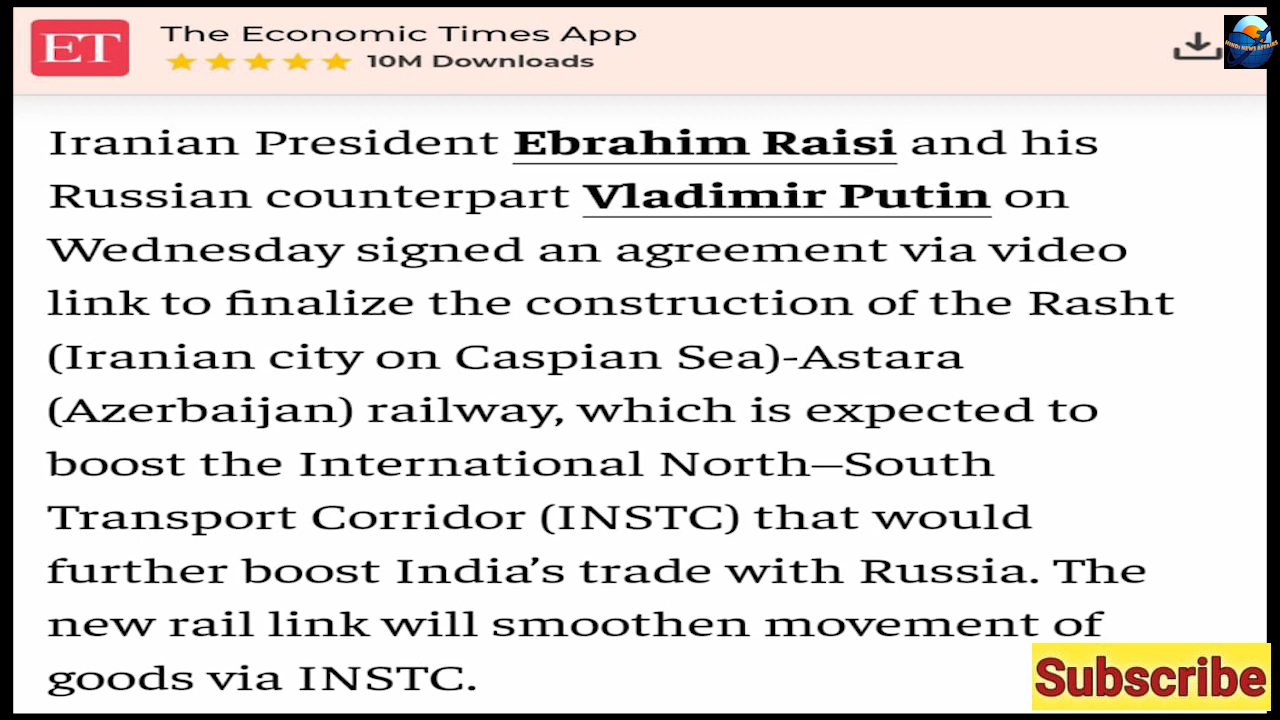 ET
The Economic Times App
10M Downloads
HINDI NEWS AFFAIRS
Iranian President Ebrahim Raisi and his
Russian counterpart Vladimir Putin on
Wednesday signed an agreement via video
link to finalize the construction of the Rasht
(Iranian city on Caspian Sea)-Astara
(Azerbaijan) railway, which is expected to
boost the International North—South
Transport Corridor (INSTC) that would
further boost India’s trade with Russia. The
new rail link will smoothen movement of
goods via INSTC.
Subscribe